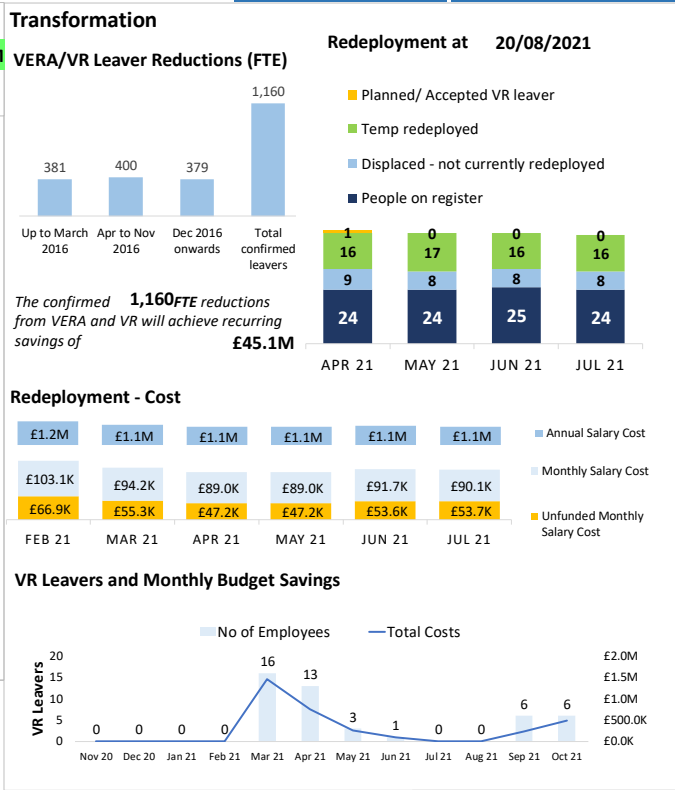 Transformation
VERA/VR Leaver Reductions (FTE)
1,160
381
400
379
Up to March 2016
Apr to Nov 2016
Dec 2016 onwards
Total confirmed leavers
The confirmed 1,160FTE reductions
from VERA and VR will achieve recurring
savings of £45.1M
Redeployment at 20/08/2021
Planned/ Accepted VR leaver
Temp redeployed
Displaced - not currently redeployed
People on register
1 0 0 0
16 17 16 16
9 8 8 8
24 24 25 24
APR 21 MAY 21 JUN 21 JUL 21
Redeployment - Cost
£1.2M £1.1M £1.1M £1.1M £1.1M £1.1M
£103.1K £94.2K £89.0K £89.0K £91.7K £90.1K
£66.9K £55.3K £47.2K £47.2K £53.6K £53.7K
FEB 21 MAR 21 APR 21 MAY 21 JUN 21 JUL 21
Annual Salary Cost
Monthly Salary Cost
Unfunded Monthly
Salary Cost
VR Leavers and Monthly Budget Savings
No of Employees Total Costs
VR Leavers
20
15
10
5
0
0 0 0 0 16 13 3 1 0 0 6 6
£2.0M
£1.5M
£1.0M
£500.0K
£0.0K
Nov 20 Dec 20 Jan 21 Feb 21 Mar 21 Apr 21 May 21 Jun 21 Jul 21 Aug 21 Sep 21 Oct 21